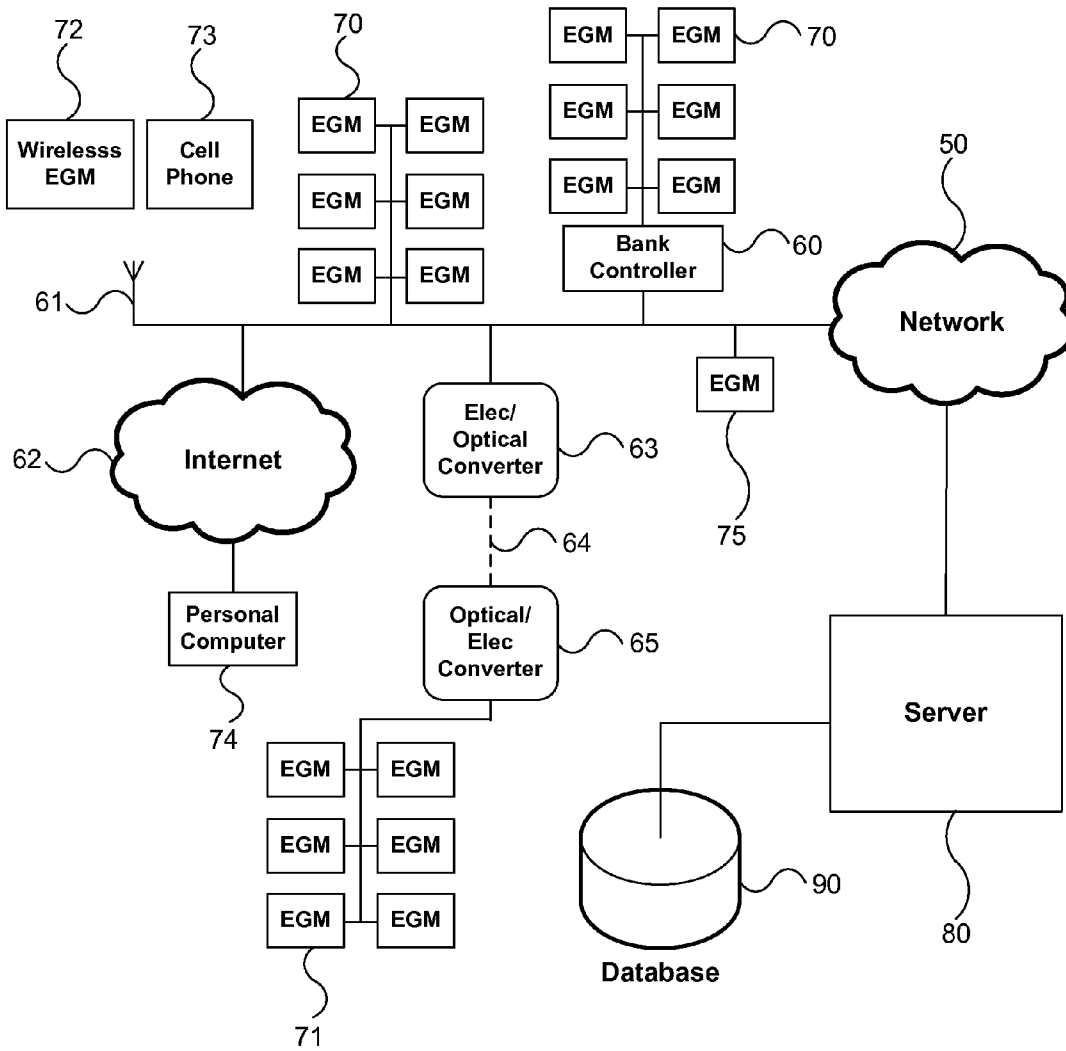 72
73
70
EGM EGM
70
Wirelesss
EGM
Cell
Phone
EGM EGM
EGM EGM
EGM EGM
EGM EGM
50
EGM EGM
Bank
Controller
60
61
Network
EGM
75
Internet
62
Elec/
Optical
Converter
63
64
Personal
Computer
74
Optical/
Elec
Converter
65
Server
80
EGM EGM
EGM EGM
EGM EGM
71
90
Database